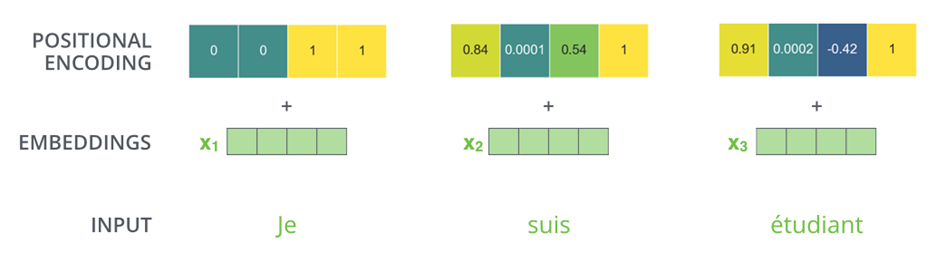 POSITIONAL ENCODING
0 0 1 1
0.84 0.0001 0.54 1
0.91 0.0002 -0.42 1
+ + +
EMBEDDINGS x1 x2 x3
INPUT Je suis étudiant